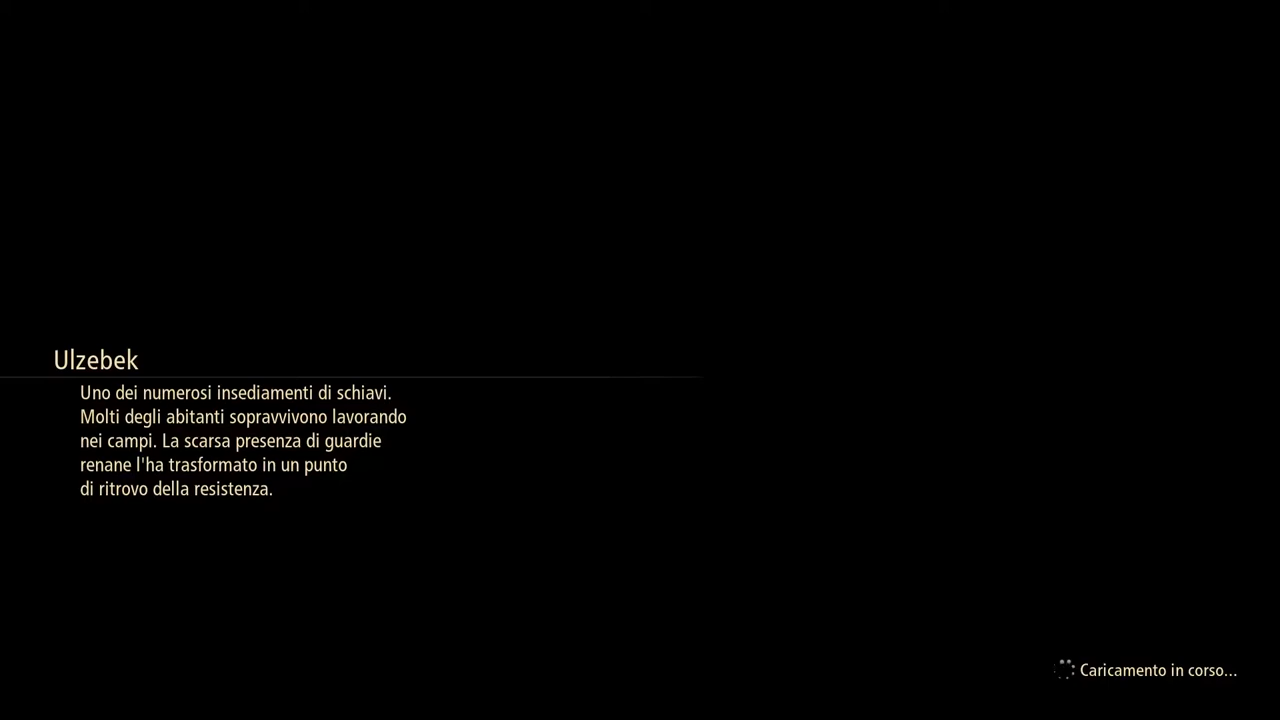 Ulzebek
Uno dei numerosi insediamenti di schiavi.
Molti degli abitanti sopravvivono lavorando
nei campi. La scarsa presenza di guardie
renane l'ha trasformato in un punto
di ritrovo della resistenza.
Caricamento in corso...